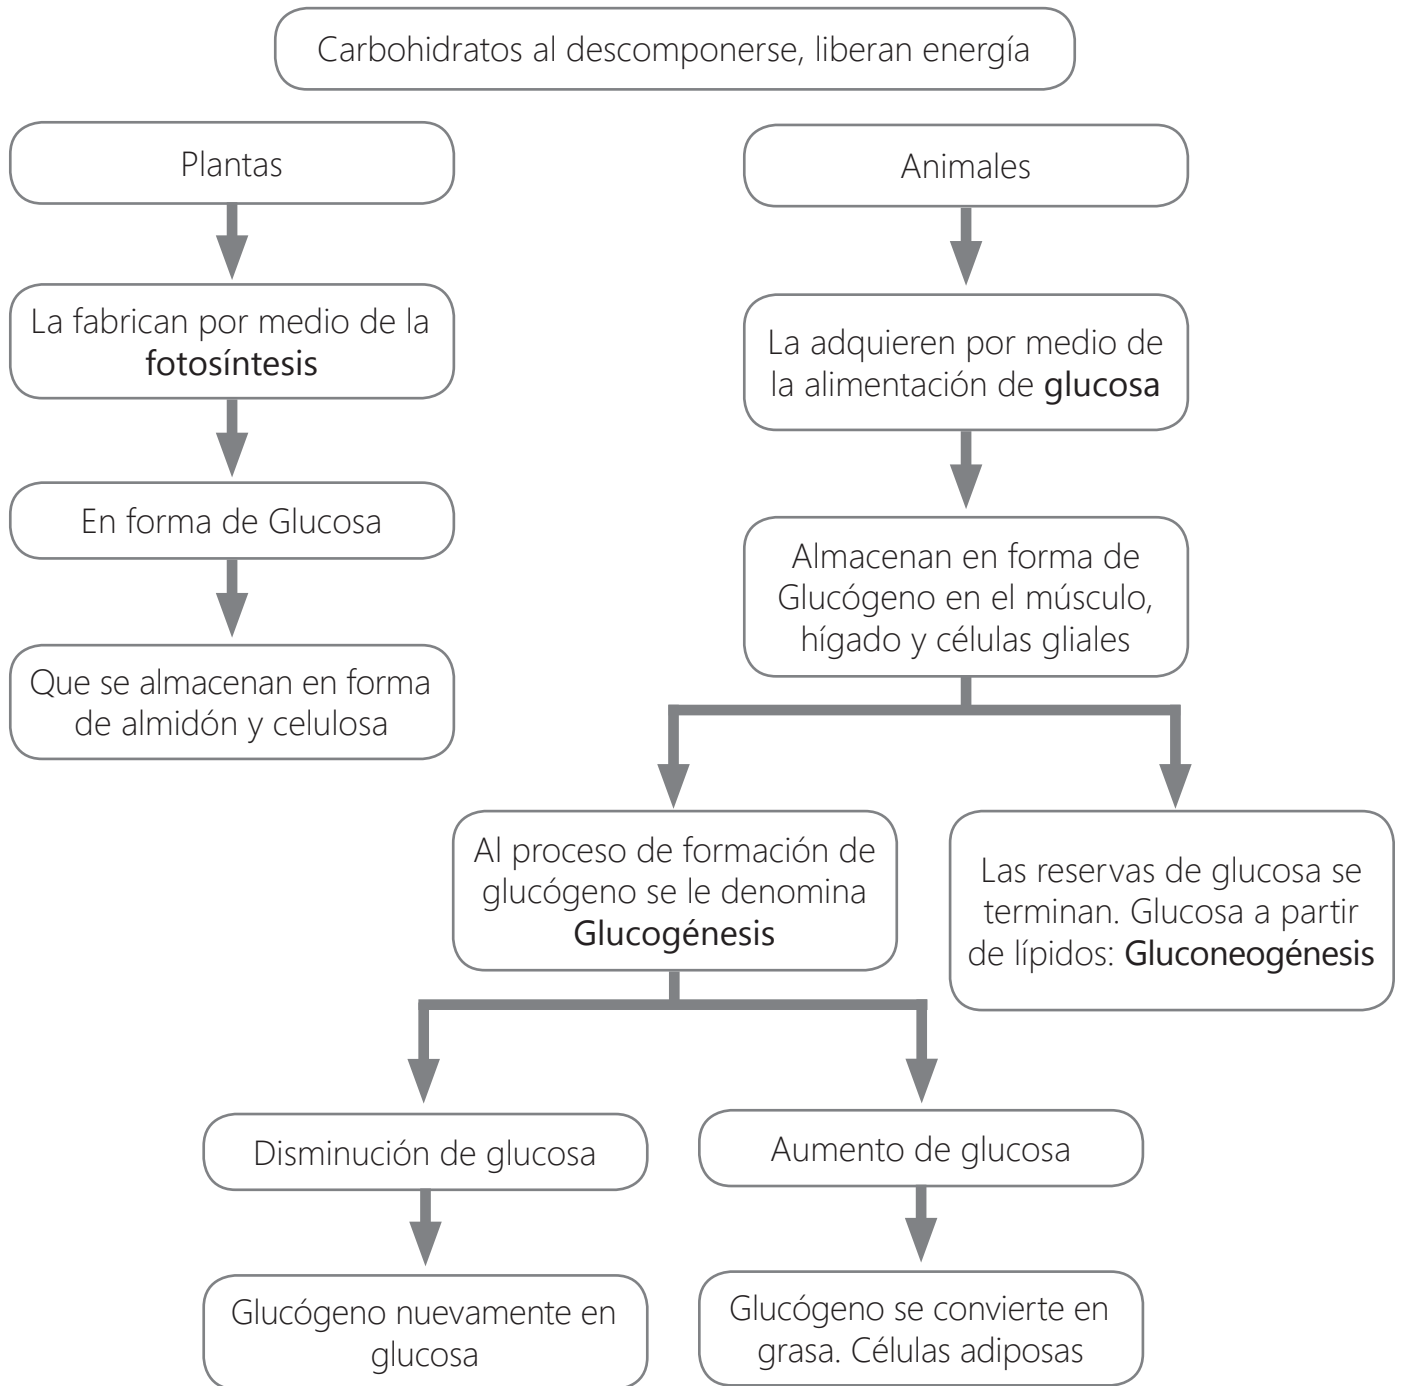 Carbohidratos al descomponerse, liberan energía
Plantas
La fabrican por medio de la
fotosíntesis
En forma de Glucosa
Que se almacenan en forma
de almidón y celulosa
Animales
La adquieren por medio de
la alimentación de glucosa
Almacenan en forma de
Glucógeno en el músculo,
hígado y células gliales
Al proceso de formación de
glucógeno se le denomina
Glucogénesis
Las reservas de glucosa se
terminan. Glucosa a partir
de lípidos: Gluconeogénesis
Disminución de glucosa
Glucógeno nuevamente en
glucosa
Aumento de glucosa
Glucógeno se convierte en
grasa. Células adiposas